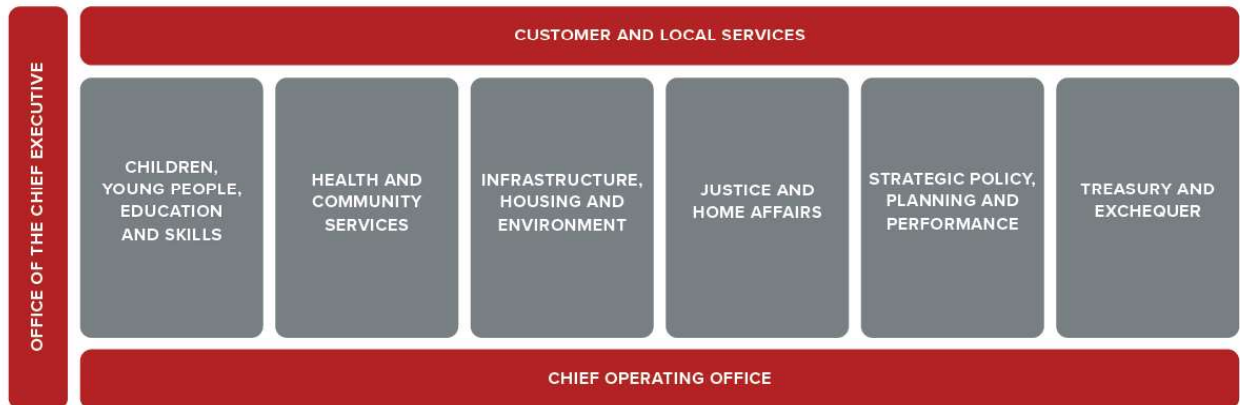 OFFICE OF THE CHIEF EXECUTIVE
CUSTOMER AND LOCAL SERVICES
CHILDREN,
YOUNG PEOPLE,
EDUCATION
AND SKILLS
HEALTH AND
COMMUNITY
SERVICES
INFRASTRUCTURE,
HOUSING AND
ENVIRONMENT
JUSTICE AND
HOME AFFAIRS
STRATEGIC POLICY,
PLANNING AND
PERFORMANCE
TREASURY AND
EXCHEQUER
CHIEF OPERATING OFFICE